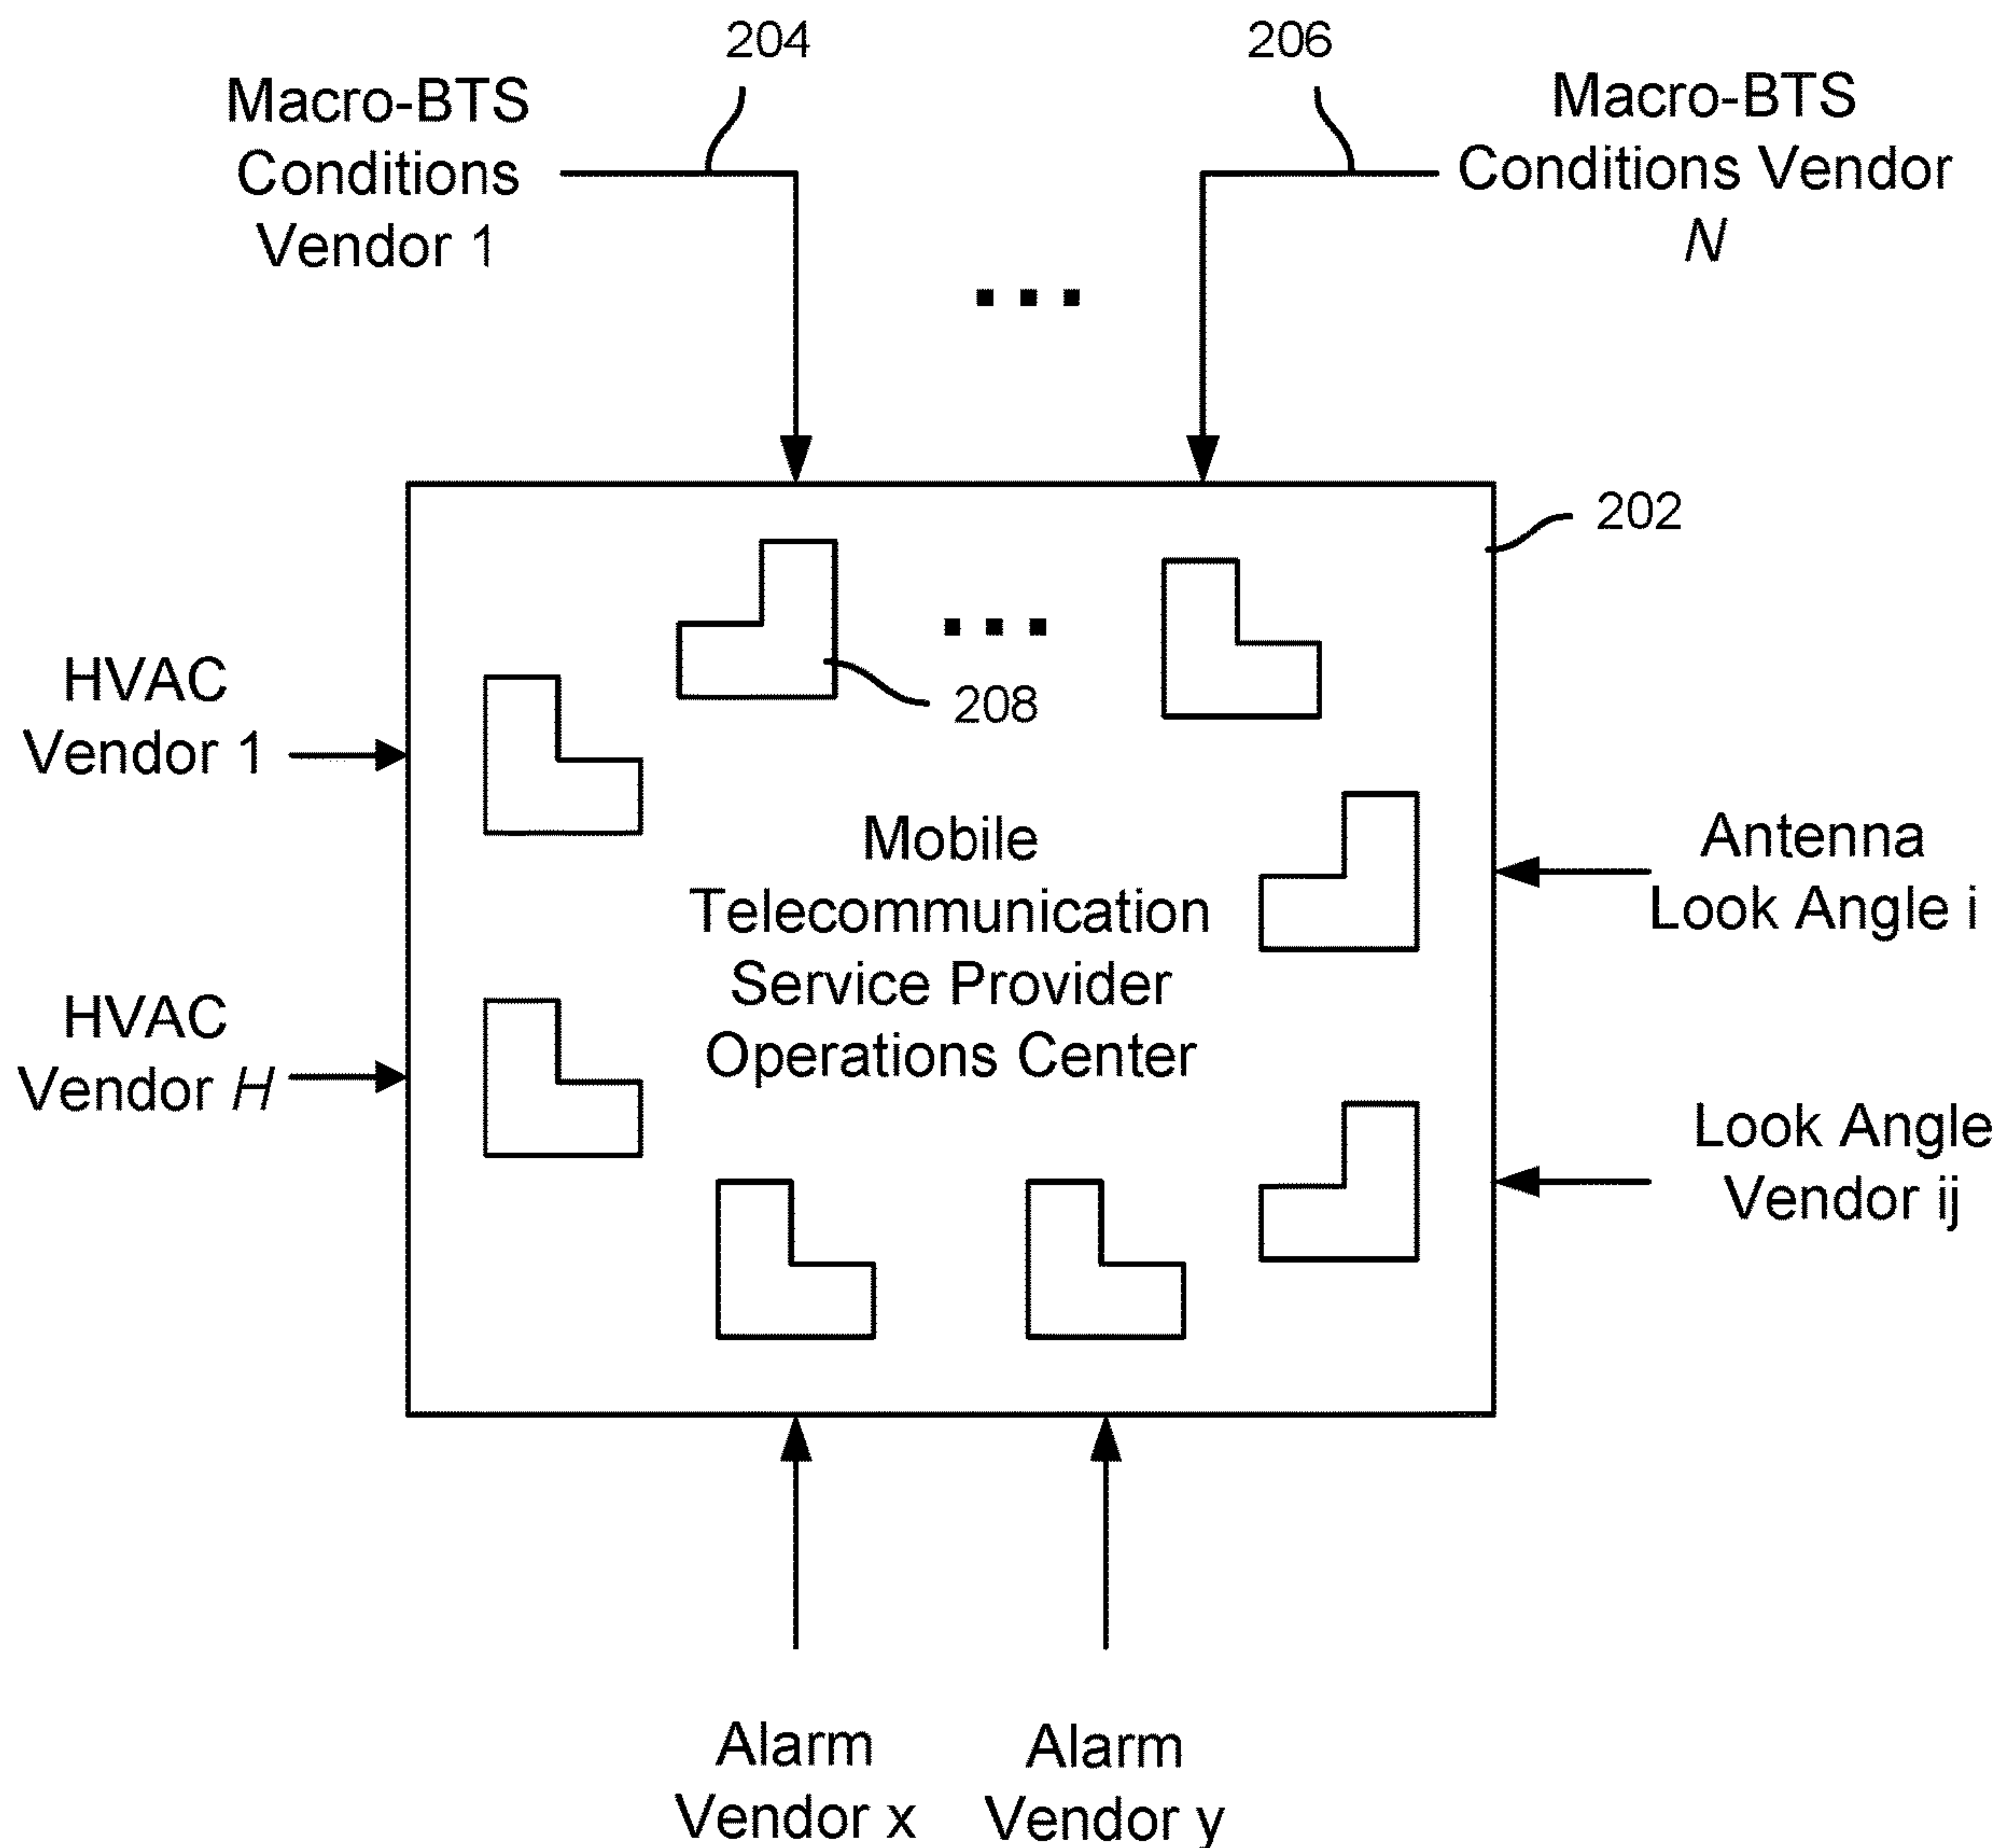 204
206
Macro-BTS
Conditions
Vendor 1
Macro-BTS
Conditions Vendor
N
202
208
HVAC
Vendor 1
HVAC
Vendor H
Mobile
Telecommunication
Service Provider
Operations Center
Antenna
Look Angle i
Look Angle
Vendor ij
Alarm
Vendor x
Alarm
Vendor y